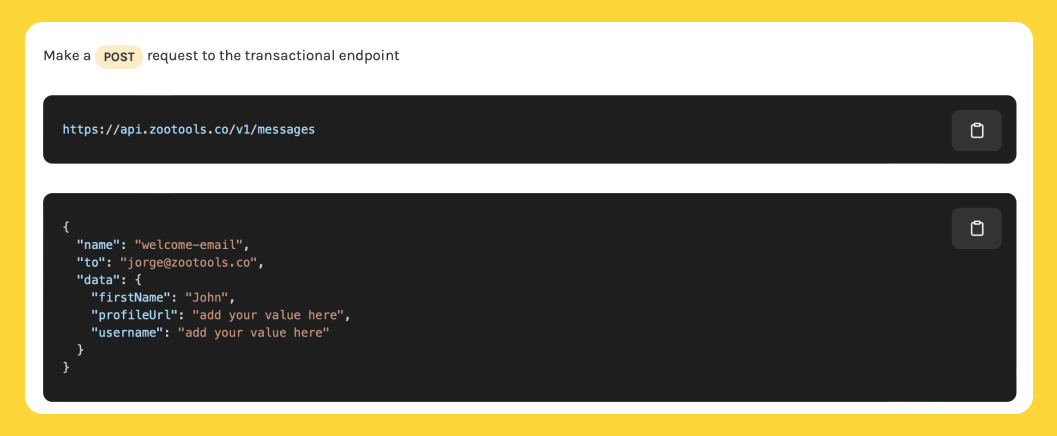 Make a POST request to the transactional endpoint
https://api.zootools.co/v1/messages
{
  "name": "welcome-email",
  "to": "jorge@zootools.co",
  "data": {
    "firstName": "John",
    "profileUrl": "add your value here",
    "username": "add your value here"
  }
}